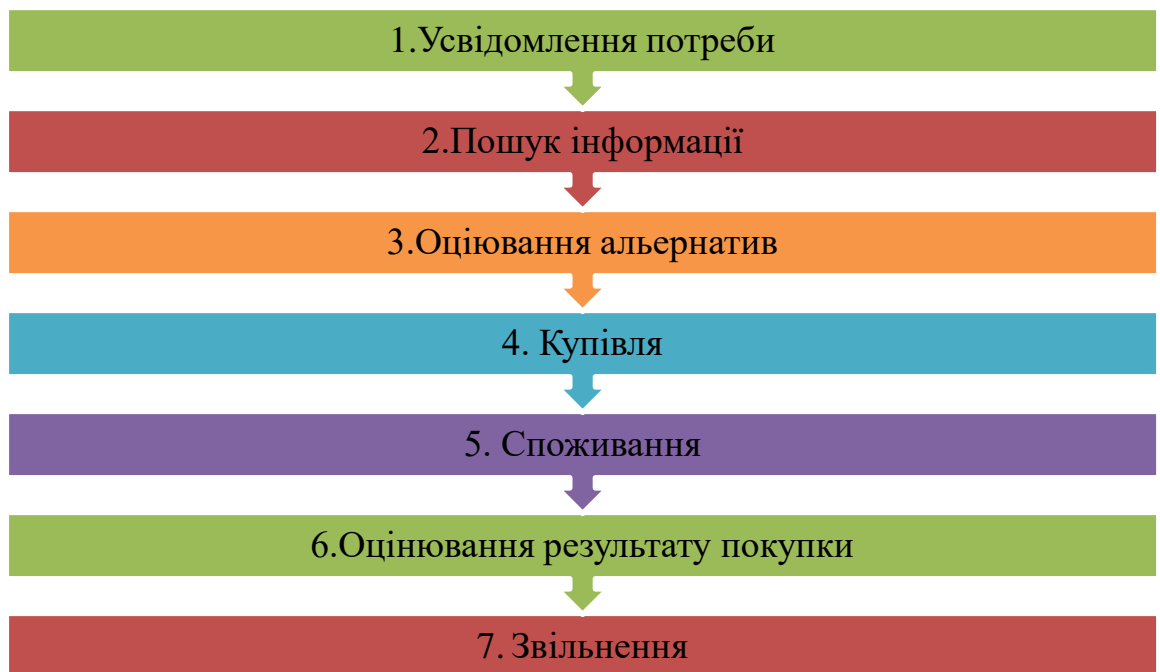 1.Усвідомлення потреби
2.Пошук інформації
3.Оціювання альернатив
4. Купівля
5. Споживання
6.Оцінювання результату покупки
7. Звільнення